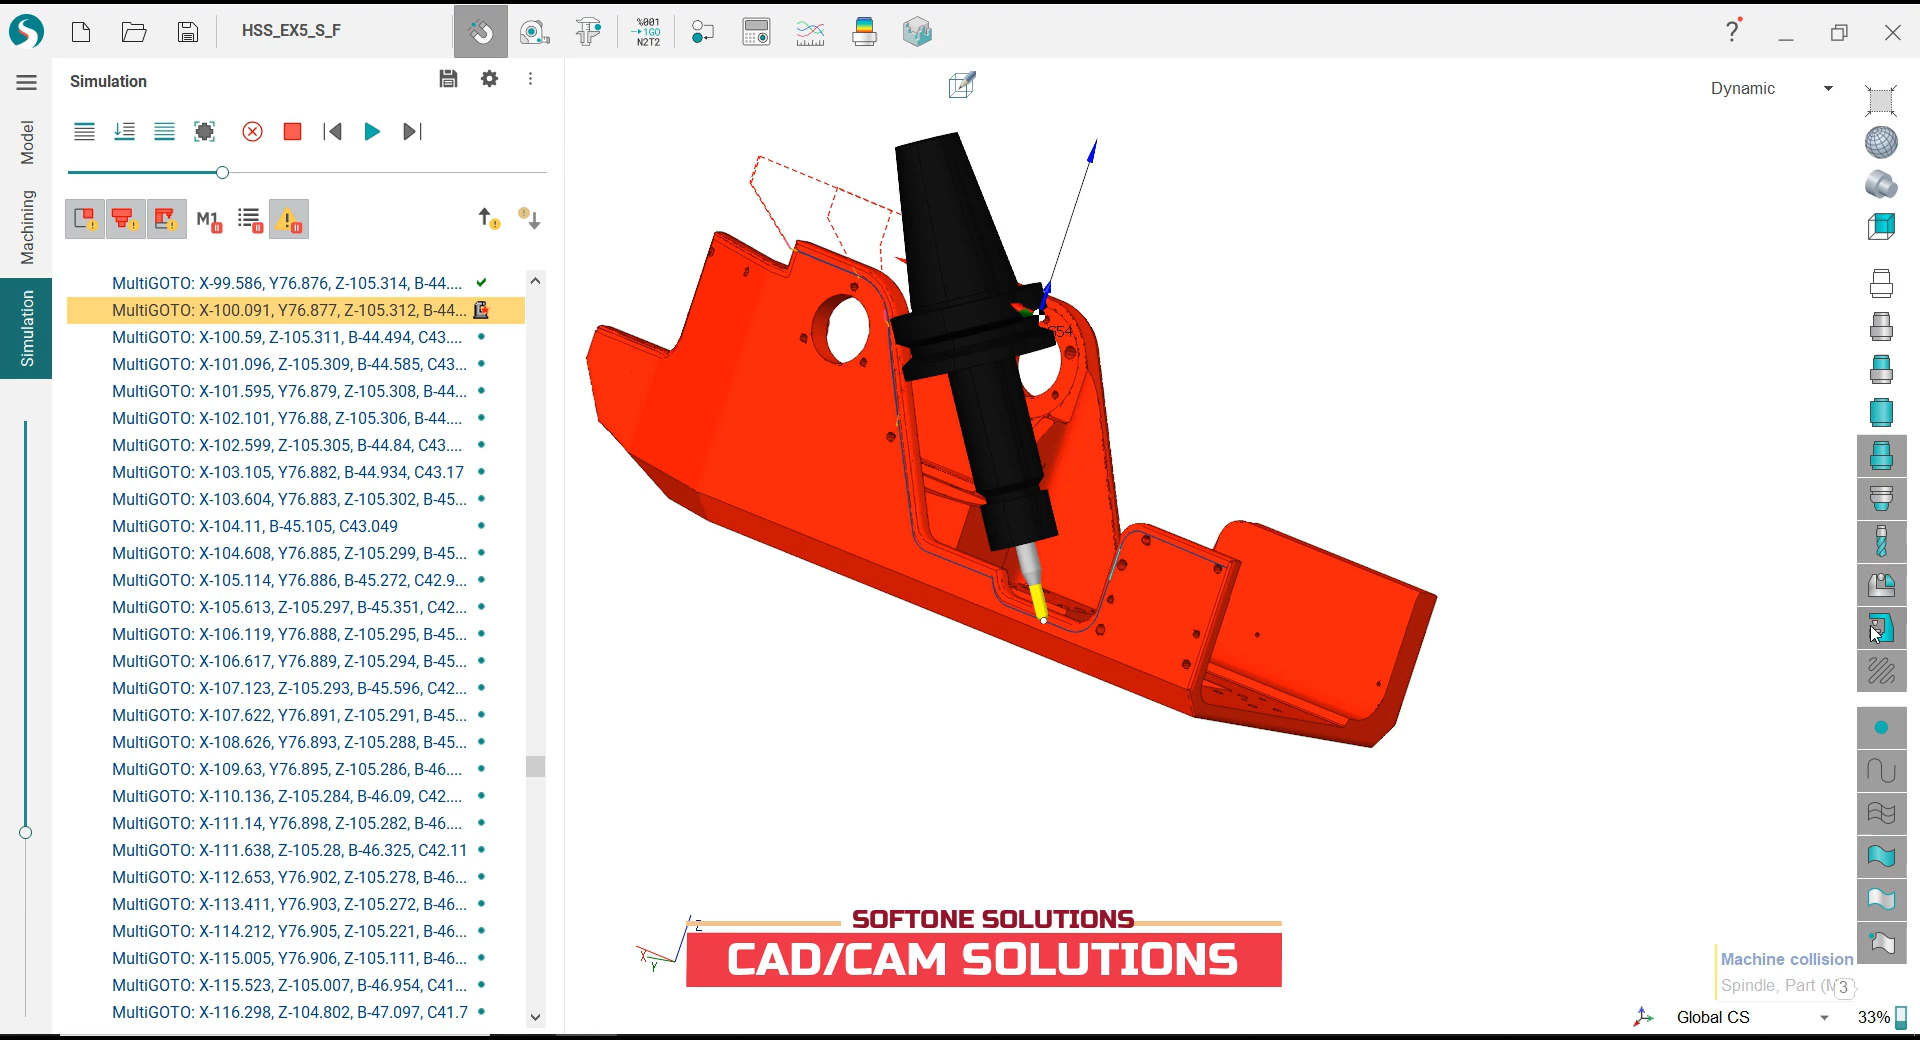 HSS_EX5_S_F
%001
1G0
N2T2
?
Simulation
Dynamic
Model
Machining
Simulation
M1
MultiGOTO: X-99.586, Y76.876, Z-105.314, B-44....
MultiGOTO: X-100.091, Y76.877, Z-105.312, B-44...
MultiGOTO: X-100.59, Z-105.311, B-44.494, C43....
MultiGOTO: X-101.096, Z-105.309, B-44.585, C43...
MultiGOTO: X-101.595, Y76.879, Z-105.308, B-44...
MultiGOTO: X-102.101, Y76.88, Z-105.306, B-44....
MultiGOTO: X-102.599, Z-105.305, B-44.84, C43....
MultiGOTO: X-103.105, Y76.882, B-44.934, C43.17
MultiGOTO: X-103.604, Y76.883, Z-105.302, B-45...
MultiGOTO: X-104.11, B-45.105, C43.049
MultiGOTO: X-104.608, Y76.885, Z-105.299, B-45...
MultiGOTO: X-105.114, Y76.886, B-45.272, C42.9...
MultiGOTO: X-105.613, Z-105.297, B-45.351, C42...
MultiGOTO: X-106.119, Y76.888, Z-105.295, B-45...
MultiGOTO: X-106.617, Y76.889, Z-105.294, B-45...
MultiGOTO: X-107.123, Z-105.293, B-45.596, C42...
MultiGOTO: X-107.622, Y76.891, Z-105.291, B-45...
MultiGOTO: X-108.626, Y76.893, Z-105.288, B-45...
MultiGOTO: X-109.63, Y76.895, Z-105.286, B-46....
MultiGOTO: X-110.136, Z-105.284, B-46.09, C42....
MultiGOTO: X-111.14, Y76.898, Z-105.282, B-46....
MultiGOTO: X-111.638, Z-105.28, B-46.325, C42.11
MultiGOTO: X-112.653, Y76.902, Z-105.278, B-46...
MultiGOTO: X-113.411, Y76.903, Z-105.272, B-46...
MultiGOTO: X-114.212, Y76.905, Z-105.221, B-46...
MultiGOTO: X-115.005, Y76.906, Z-105.111, B-46...
MultiGOTO: X-115.523, Z-105.007, B-46.954, C41...
MultiGOTO: X-116.298, Z-104.802, B-47.097, C41.7
G54
Z
X
Y
SOFTONE SOLUTIONS
CAD/CAM SOLUTIONS
Machine collision
Spindle, Part
3
Global CS
33%